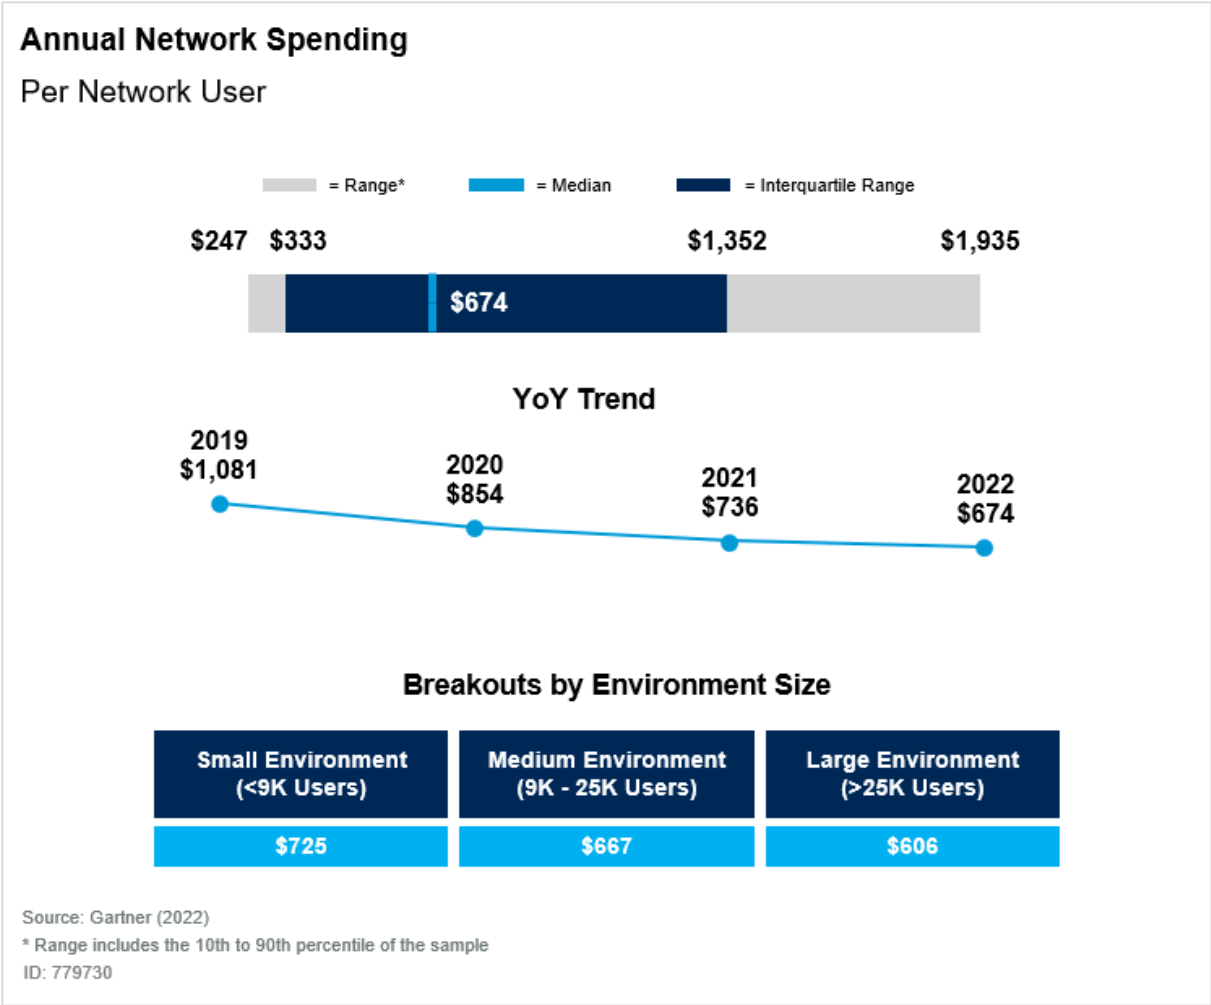 Annual Network Spending
Per Network User
= Range*
= Median
= Interquartile Range
$247 $333 $1,352 $1,935
$674
YoY Trend
2019
$1,081
2020
$854
2021
$736
2022
$674
Breakouts by Environment Size
Small Environment
(<9K Users)
Medium Environment
(9K - 25K Users)
Large Environment
(>25K Users)
$725
$667
$606
Source: Gartner (2022)
* Range includes the 10th to 90th percentile of the sample
ID: 779730